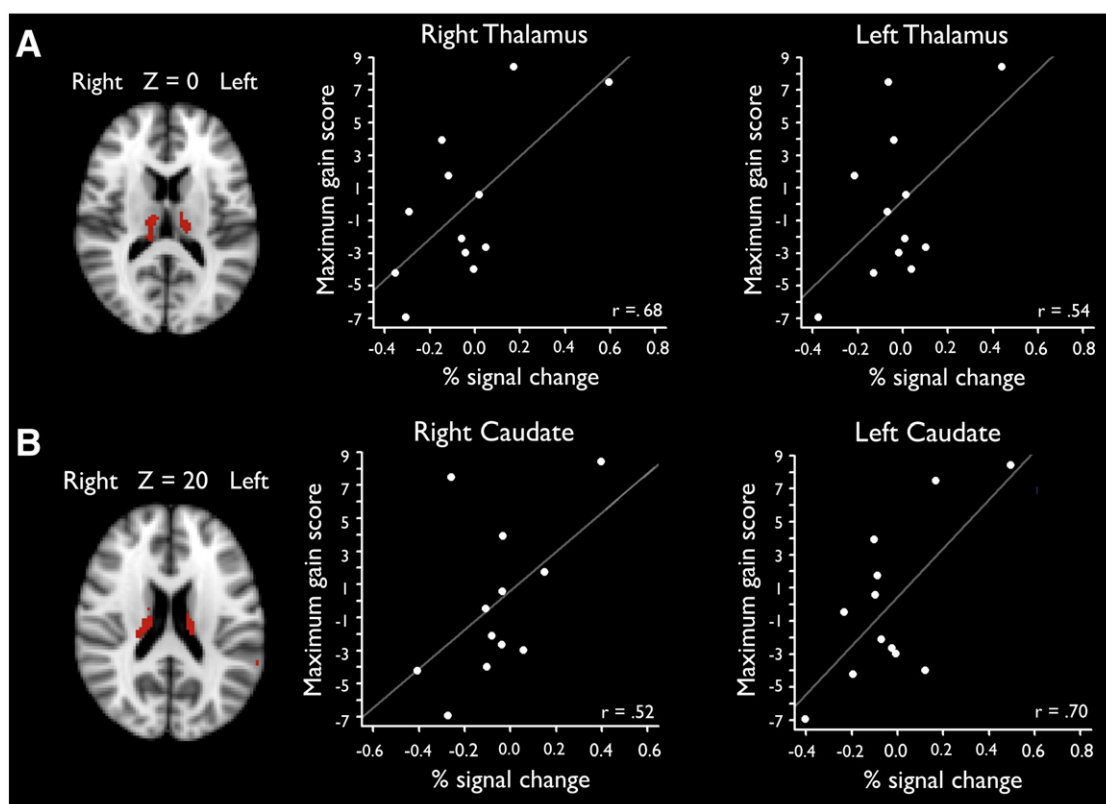 A
Right Z = 0 Left
Right Thalamus
Maximum gain score
9
7
5
3
1
-1
-3
-5
-7
r = .68
-0.4 -0.2 0.0 0.2 0.4 0.6 0.8
% signal change
Left Thalamus
Maximum gain score
9
7
5
3
1
-1
-3
-5
-7
r = .54
-0.4 -0.2 0.0 0.2 0.4 0.6 0.8
% signal change
B
Right Z = 20 Left
Right Caudate
Maximum gain score
9
7
5
3
1
-1
-3
-5
-7
r = .52
-0.6 -0.4 -0.2 0.0 0.2 0.4 0.6
% signal change
Left Caudate
Maximum gain score
9
7
5
3
1
-1
-3
-5
-7
r = .70
-0.4 -0.2 0.0 0.2 0.4 0.6 0.8
% signal change